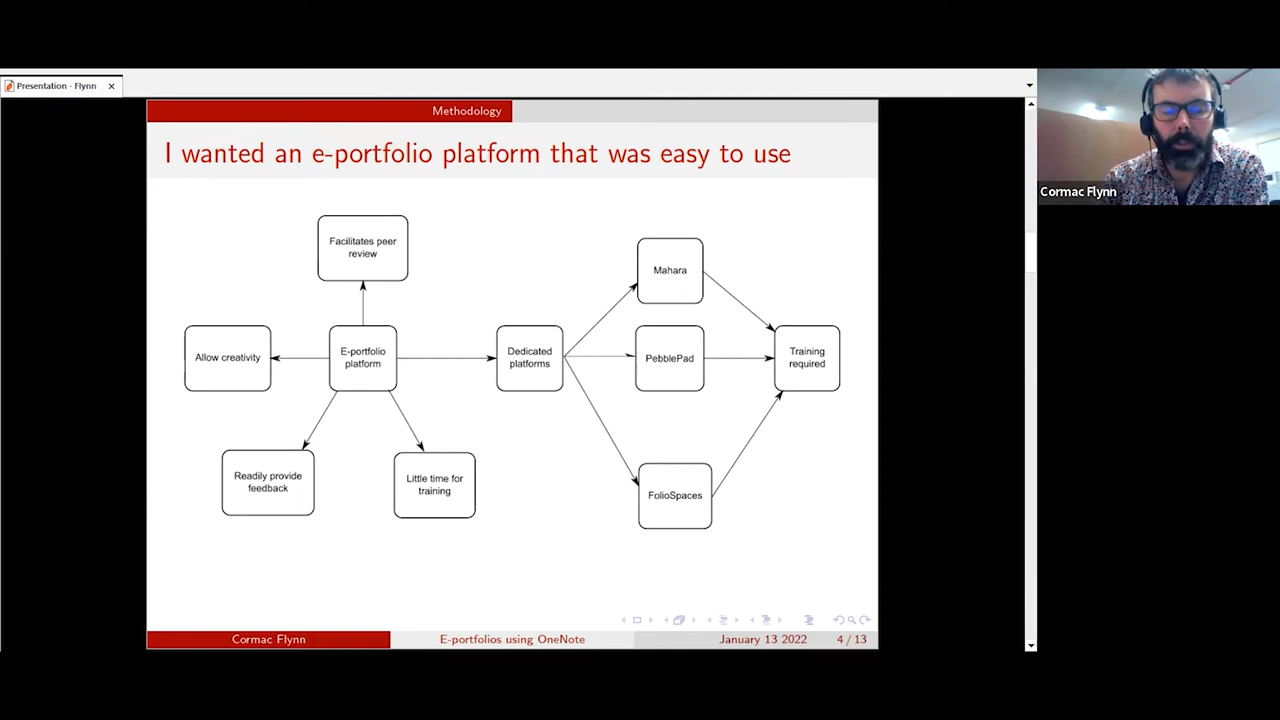 Presentation - Flynn
Methodology
I wanted an e-portfolio platform that was easy to use
Cormac Flynn
Facilitates peer
review
Mahara
Allow creativity
E-portfolio
platform
Dedicated
platforms
PebblePad
Training
required
Readily provide
feedback
Little time for
training
FolioSpaces
Cormac Flynn
E-portfolios using OneNote
January 13 2022
4 / 13